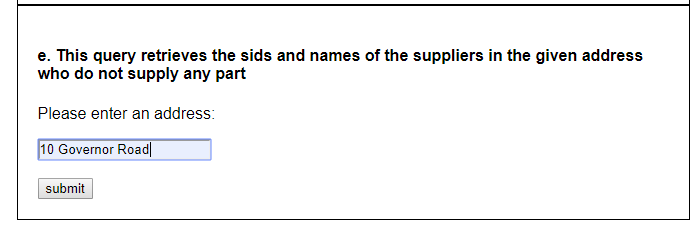 e. This query retrieves the sids and names of the suppliers in the given address
who do not supply any part
Please enter an address:
10 Governor Road
submit